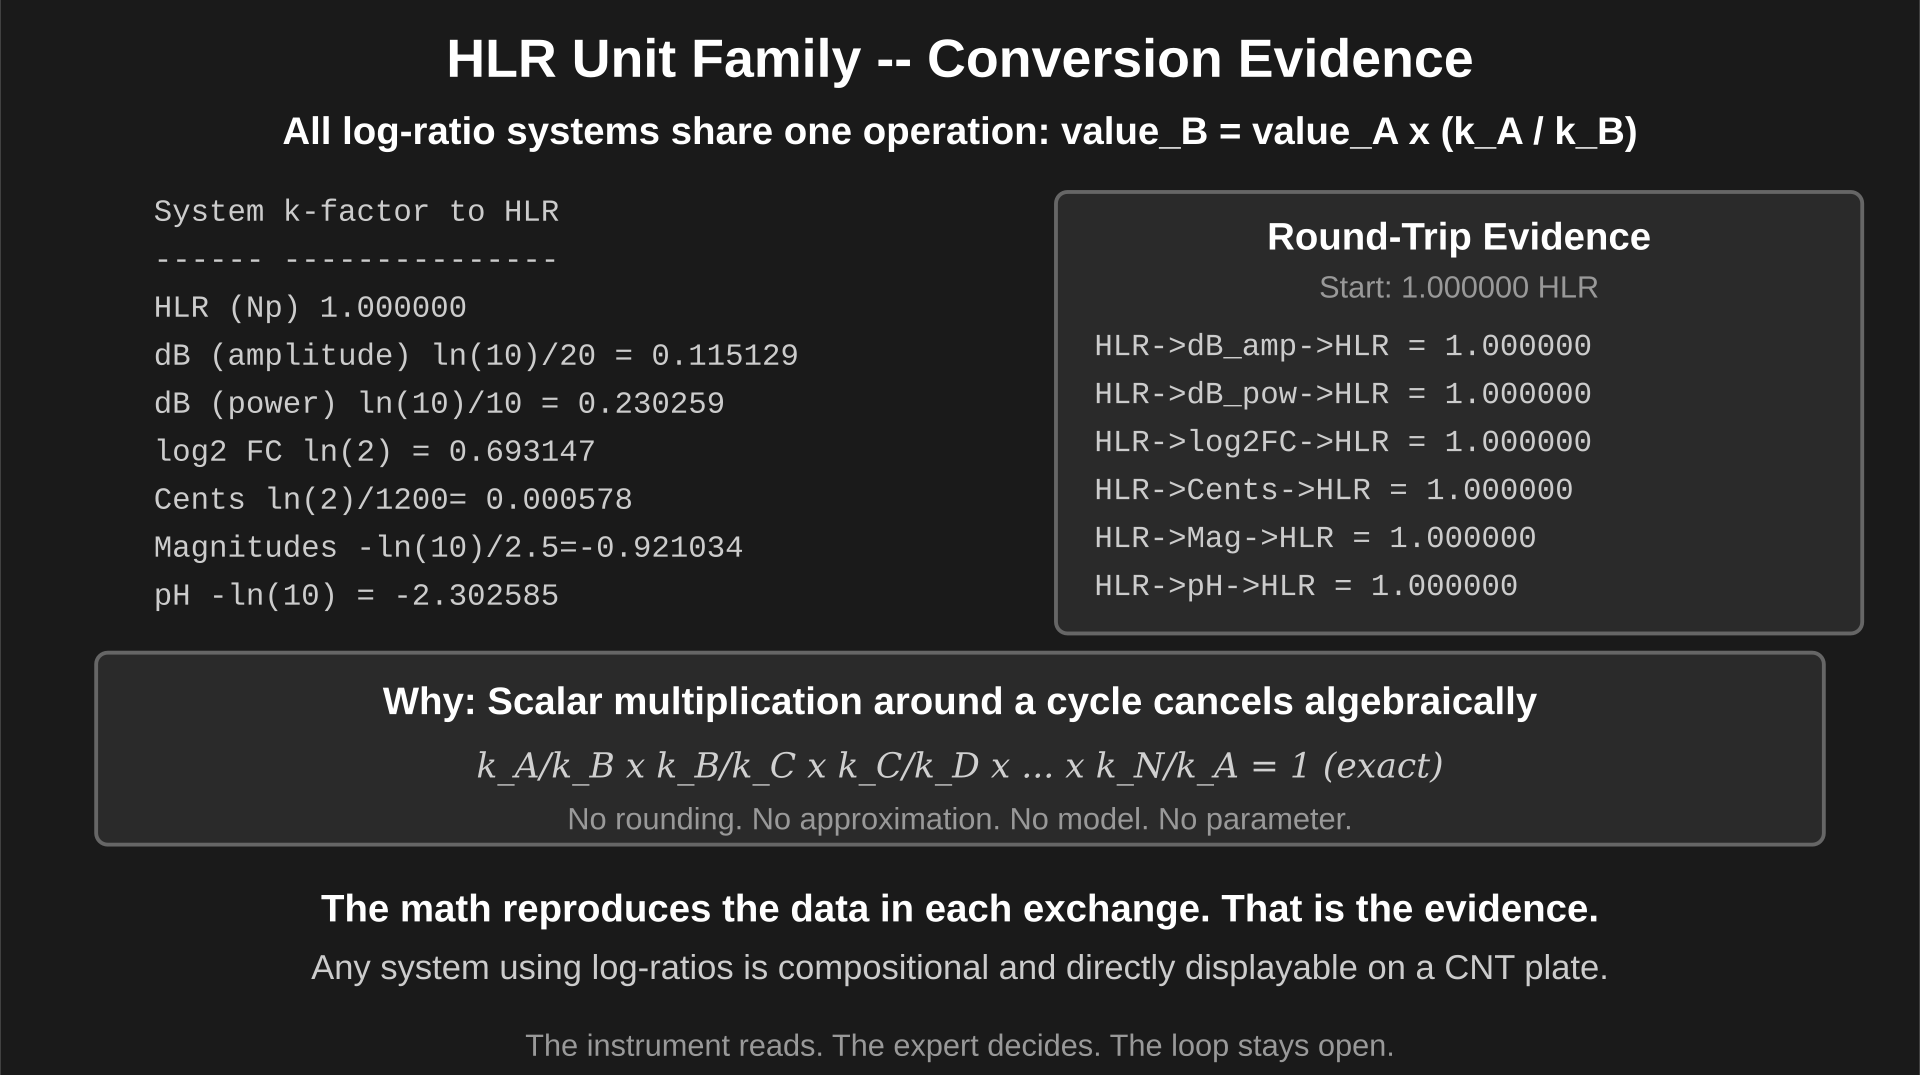 HLR Unit Family -- Conversion Evidence
All log-ratio systems share one operation: value_B = value_A x (k_A / k_B)
System k-factor to HLR
------ ---------------
HLR (Np) 1.000000
dB (amplitude) ln(10)/20 = 0.115129
dB (power) ln(10)/10 = 0.230259
log2 FC ln(2) = 0.693147
Cents ln(2)/1200= 0.000578
Magnitudes -ln(10)/2.5=-0.921034
pH -ln(10) = -2.302585
Round-Trip Evidence
Start: 1.000000 HLR
HLR->dB_amp->HLR = 1.000000
HLR->dB_pow->HLR = 1.000000
HLR->log2FC->HLR = 1.000000
HLR->Cents->HLR = 1.000000
HLR->Mag->HLR = 1.000000
HLR->pH->HLR = 1.000000
Why: Scalar multiplication around a cycle cancels algebraically
k_A/k_B x k_B/k_C x k_C/k_D x ... x k_N/k_A = 1 (exact)
No rounding. No approximation. No model. No parameter.
The math reproduces the data in each exchange. That is the evidence.
Any system using log-ratios is compositional and directly displayable on a CNT plate.
The instrument reads. The expert decides. The loop stays open.